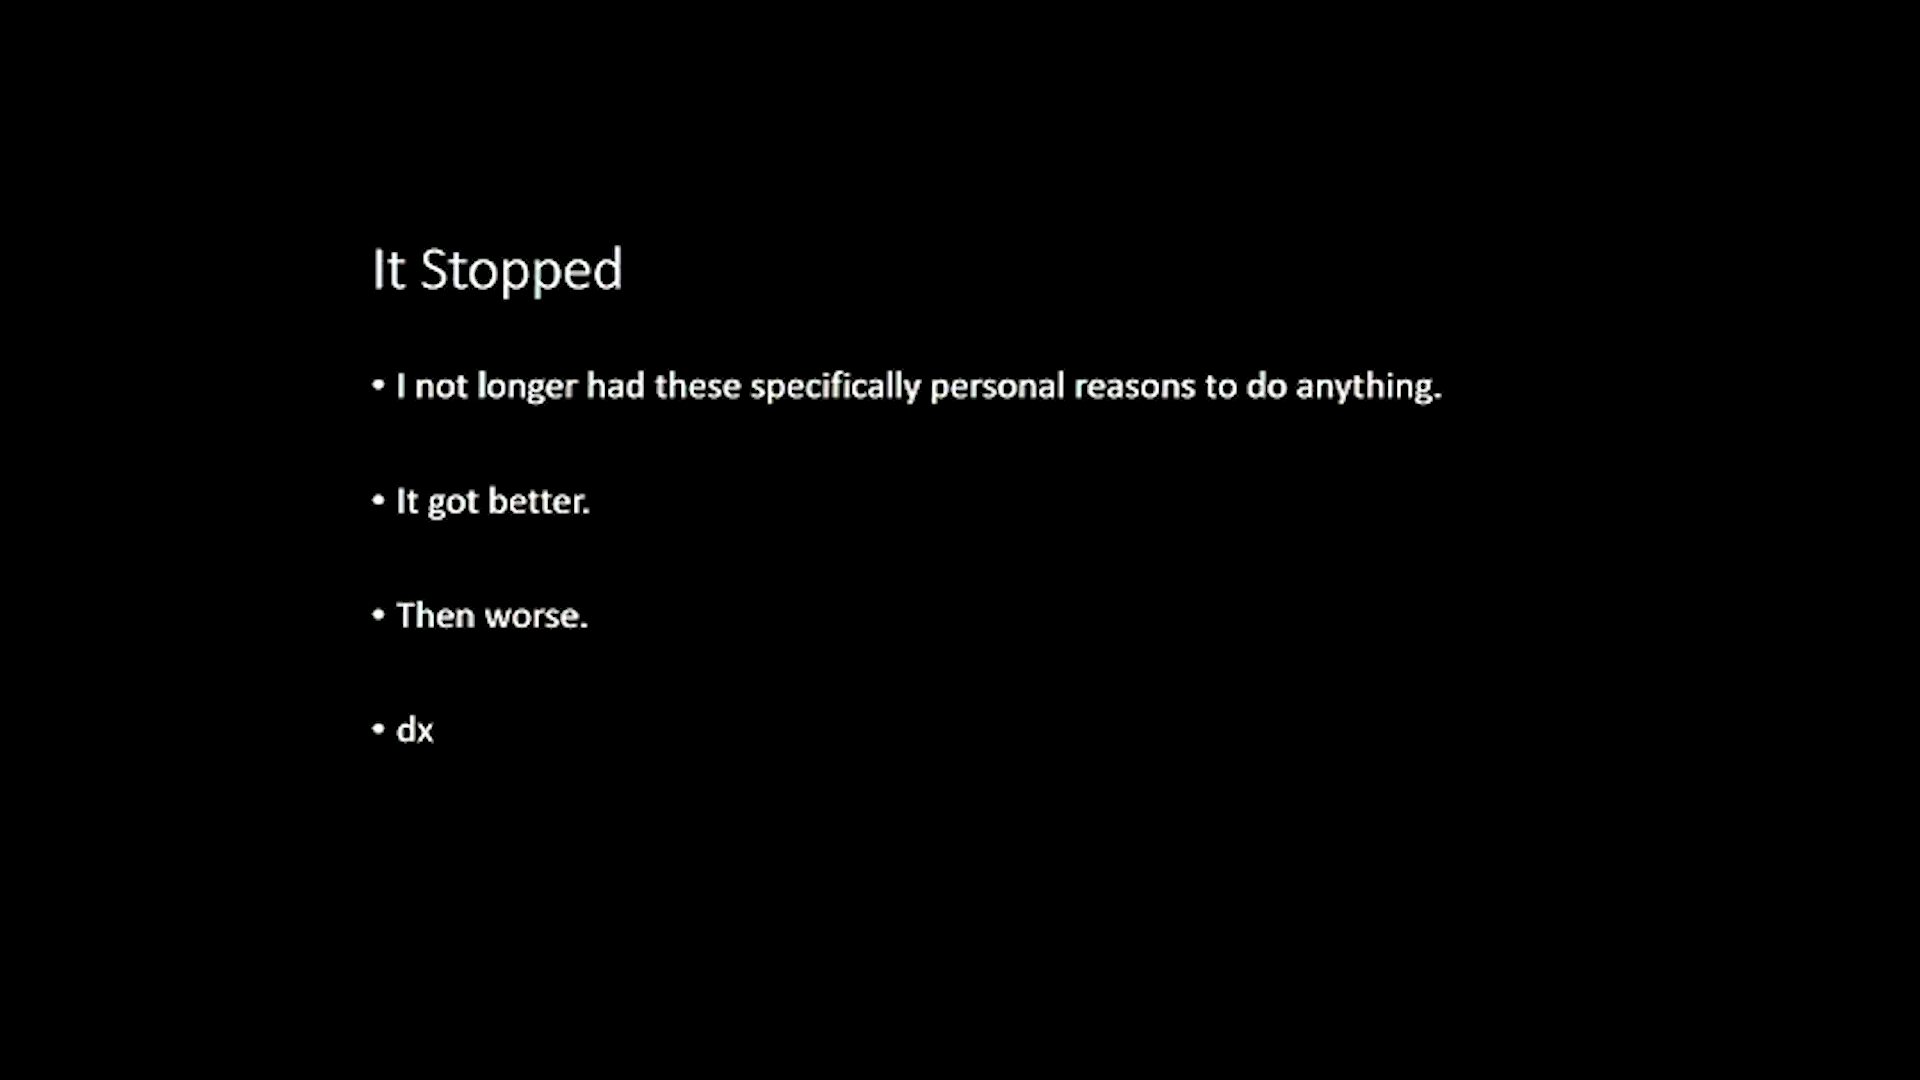 It Stopped
• I not longer had these specifically personal reasons to do anything.
• It got better.
• Then worse.
• dx